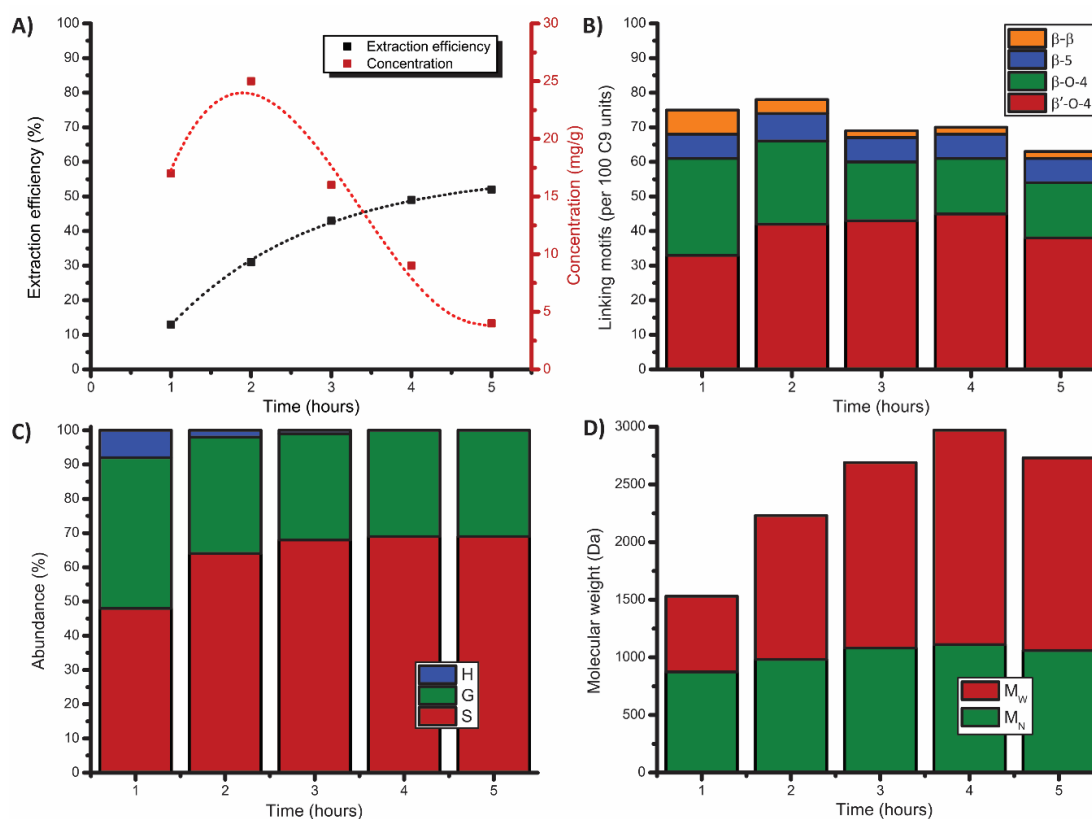 A)
Extraction efficiency (%)
100
90
80
70
60
50
40
30
20
10
0
Extraction efficiency
Concentration
30
25
20
15
10
5
0
Concentration (mg/g)
0 1 2 3 4 5
Time (hours)
B)
Linking motifs (per 100 C9 units)
100
90
80
70
60
50
40
30
20
10
0
β-β
β-5
β-O-4
β'-O-4
1 2 3 4 5
Time (hours)
C)
Abundance (%)
100
90
80
70
60
50
40
30
20
10
0
H
G
S
1 2 3 4 5
Time (hours)
D)
Molecular weight (Da)
3000
2500
2000
1500
1000
500
0
M_W
M_N
1 2 3 4 5
Time (hours)